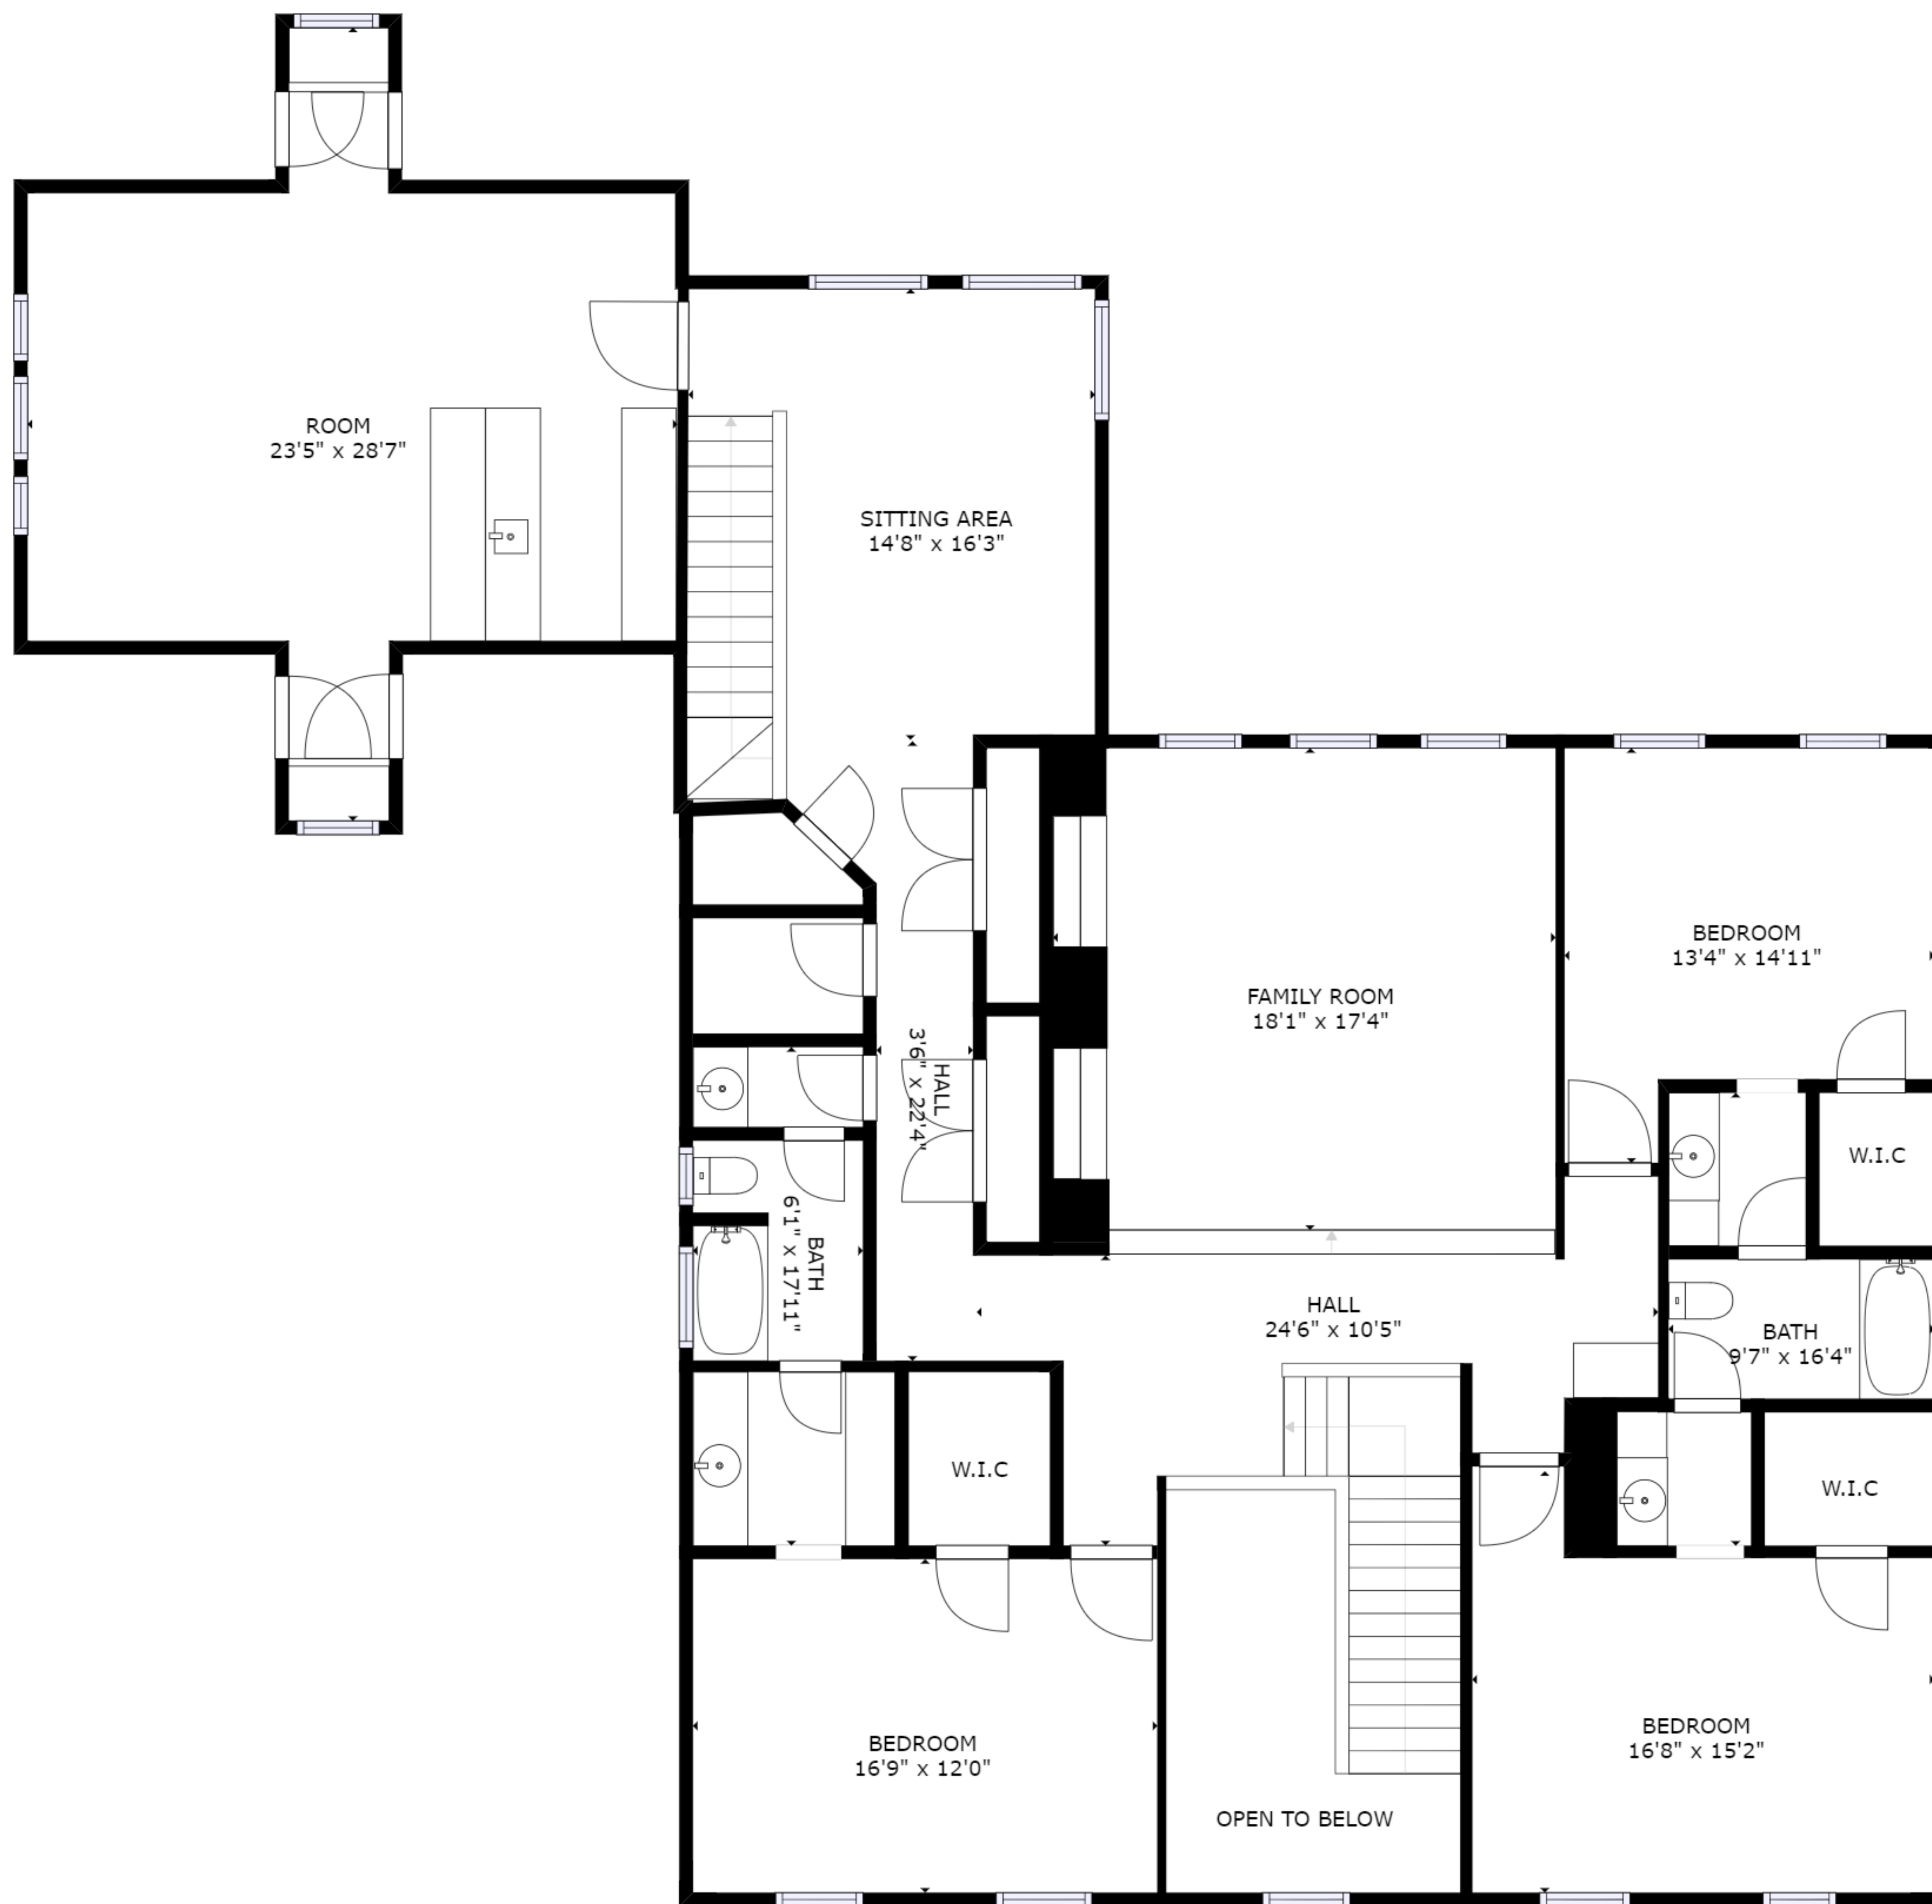 ROOM
23'5" x 28'7"
SITTING AREA
14'8" x 16'3"
BEDROOM
13'4" x 14'11"
FAMILY ROOM
18'1" x 17'4"
HALL
3'6" x 22'4"
W.I.C
BATH
6'1" x 17'11"
HALL
24'6" x 10'5"
BATH
9'7" x 16'4"
W.I.C
W.I.C
BEDROOM
16'9" x 12'0"
BEDROOM
16'8" x 15'2"
OPEN TO BELOW